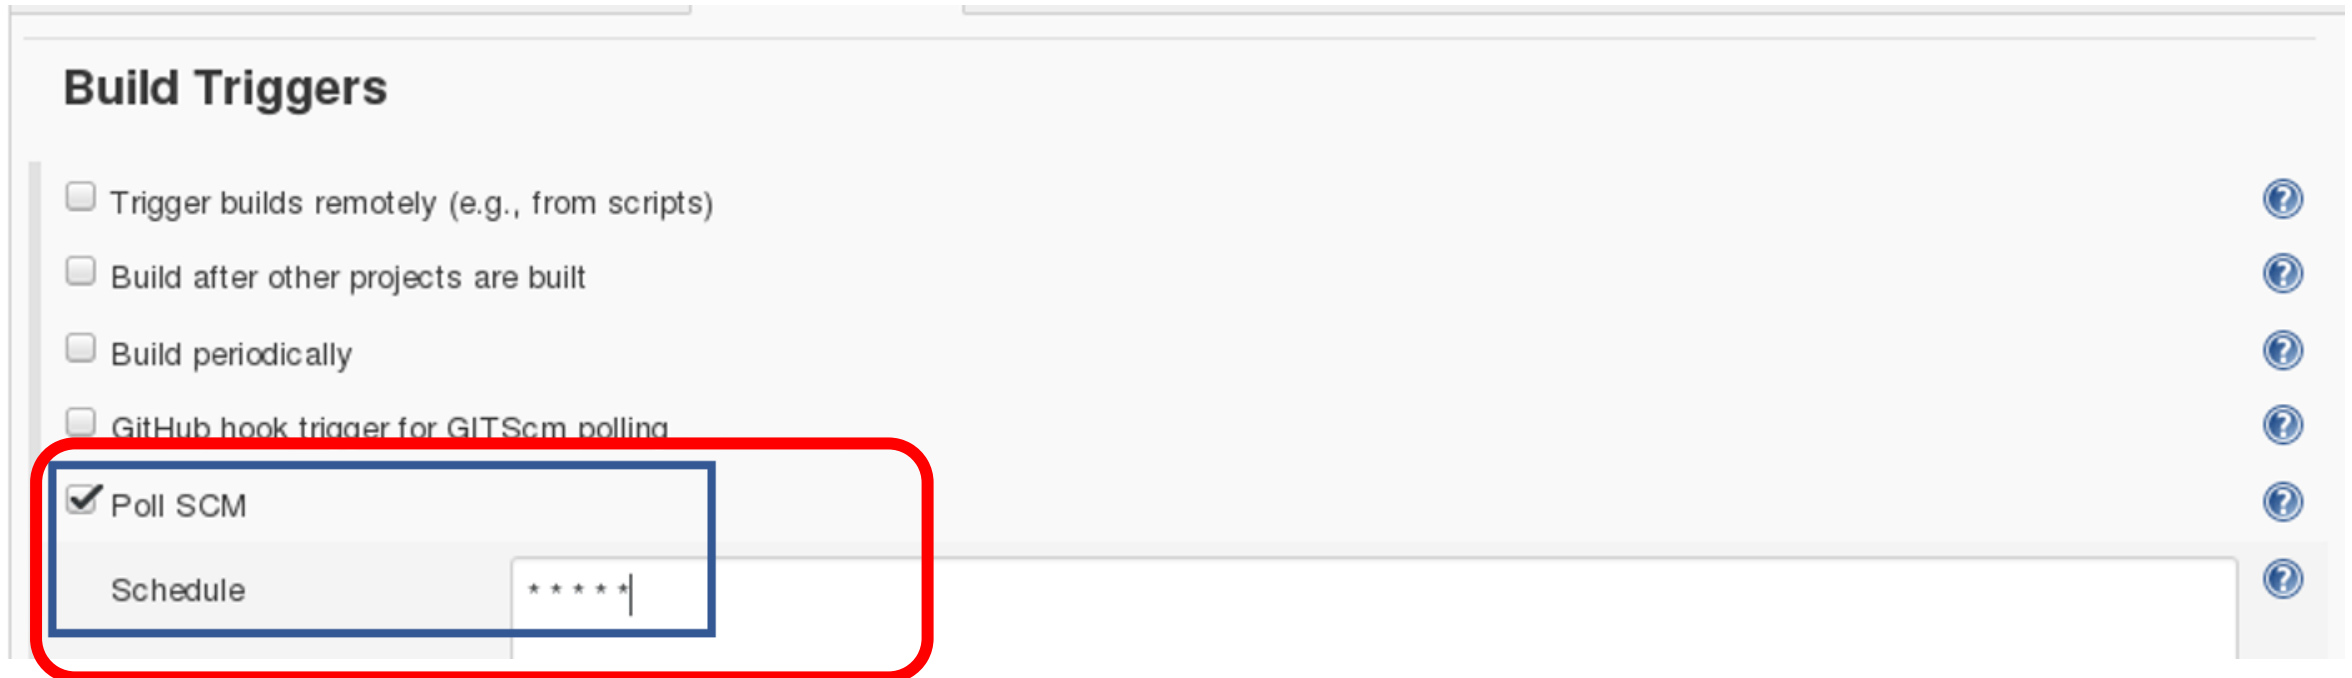 Build Triggers
Trigger builds remotely (e.g., from scripts)
?
Build after other projects are built
?
Build periodically
?
GitHub hook trigger for GITScm polling
?
Poll SCM
?
Schedule
* * * * *
?